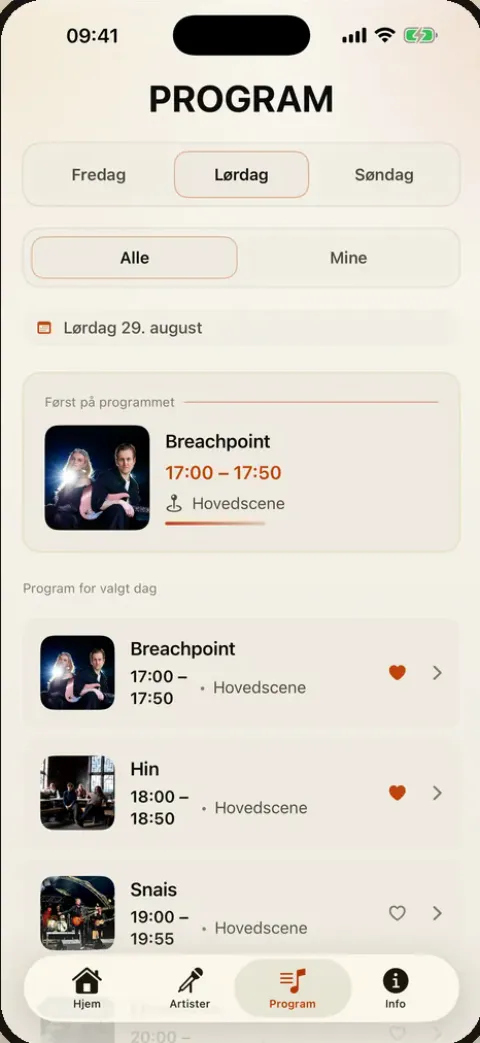 09:41
PROGRAM
Fredag Lørdag Søndag
Alle Mine
Lørdag 29. august
Først på programmet
Breachpoint
17:00 – 17:50
Hovedscene
Program for valgt dag
Breachpoint
17:00 –
17:50 • Hovedscene
Hin
18:00 –
18:50 • Hovedscene
Snais
19:00 –
19:55 • Hovedscene
Hjem Artister Program Info
20:00 –